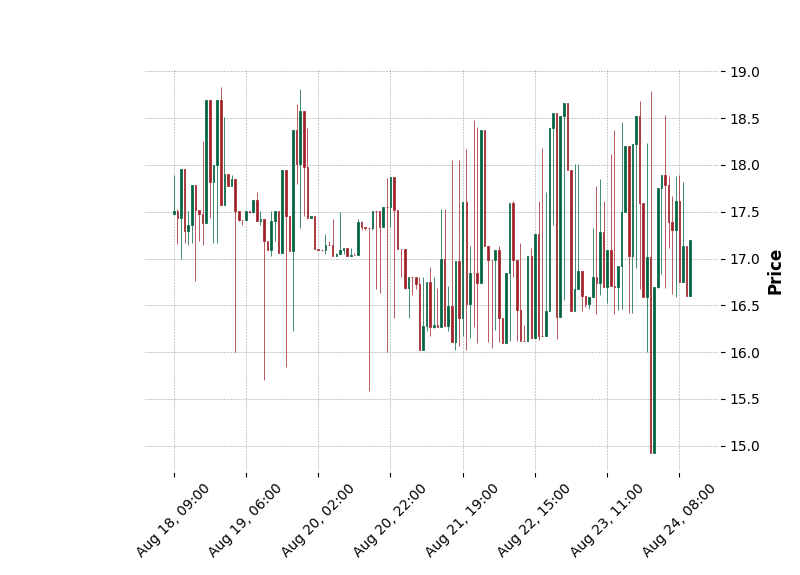 19.0
18.5
18.0
17.5
17.0
16.5
16.0
15.5
15.0
Price
Aug 18, 09:00
Aug 19, 06:00
Aug 20, 02:00
Aug 20, 22:00
Aug 21, 19:00
Aug 22, 15:00
Aug 23, 11:00
Aug 24, 08:00